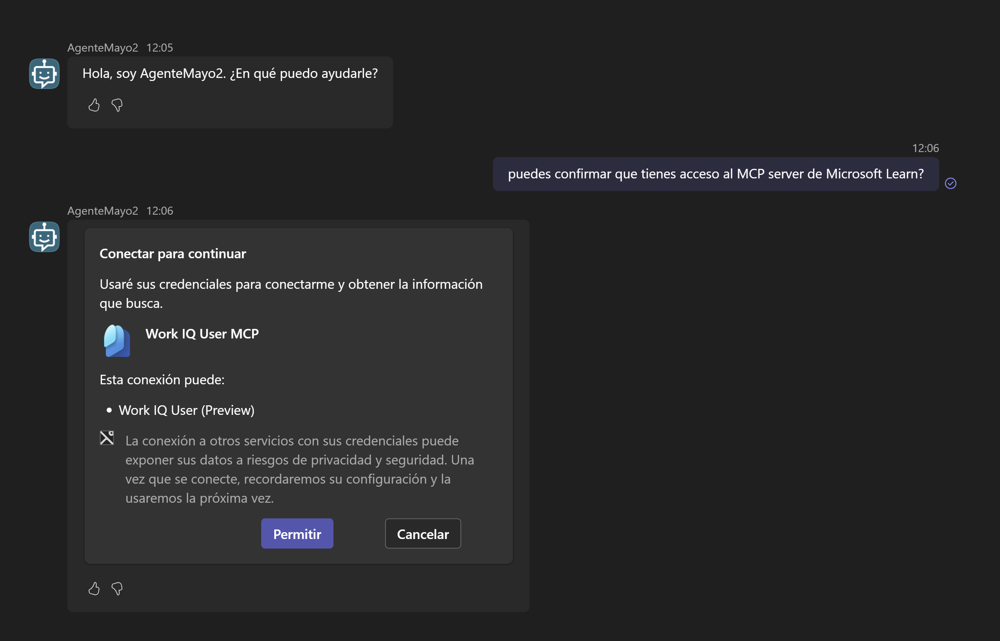 AgenteMayo2 12:05
Hola, soy AgenteMayo2. ¿En qué puedo ayudarle?
12:06
puedes confirmar que tienes acceso al MCP server de Microsoft Learn?
AgenteMayo2 12:06
Conectar para continuar
Usaré sus credenciales para conectarme y obtener la información
que busca.
Work IQ User MCP
Esta conexión puede:
• Work IQ User (Preview)
La conexión a otros servicios con sus credenciales puede
exponer sus datos a riesgos de privacidad y seguridad. Una
vez que se conecte, recordaremos su configuración y la
usaremos la próxima vez.
Permitir Cancelar